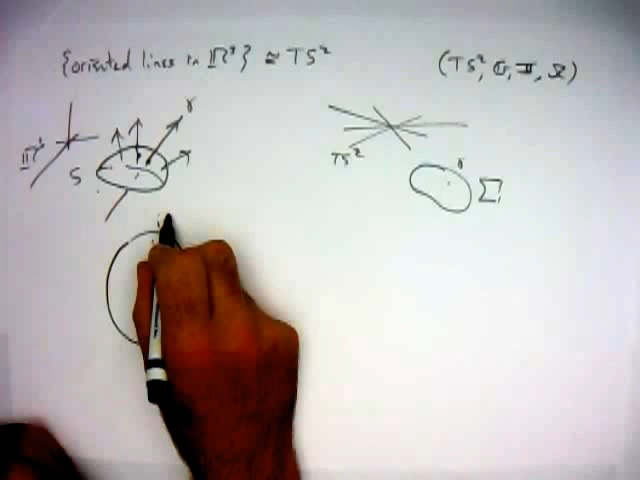 {oriented lines in ℝ³} ≅ TS²
(TS², G, J, Ω)
γ
ℝ³
S
TS²
γ
Σ